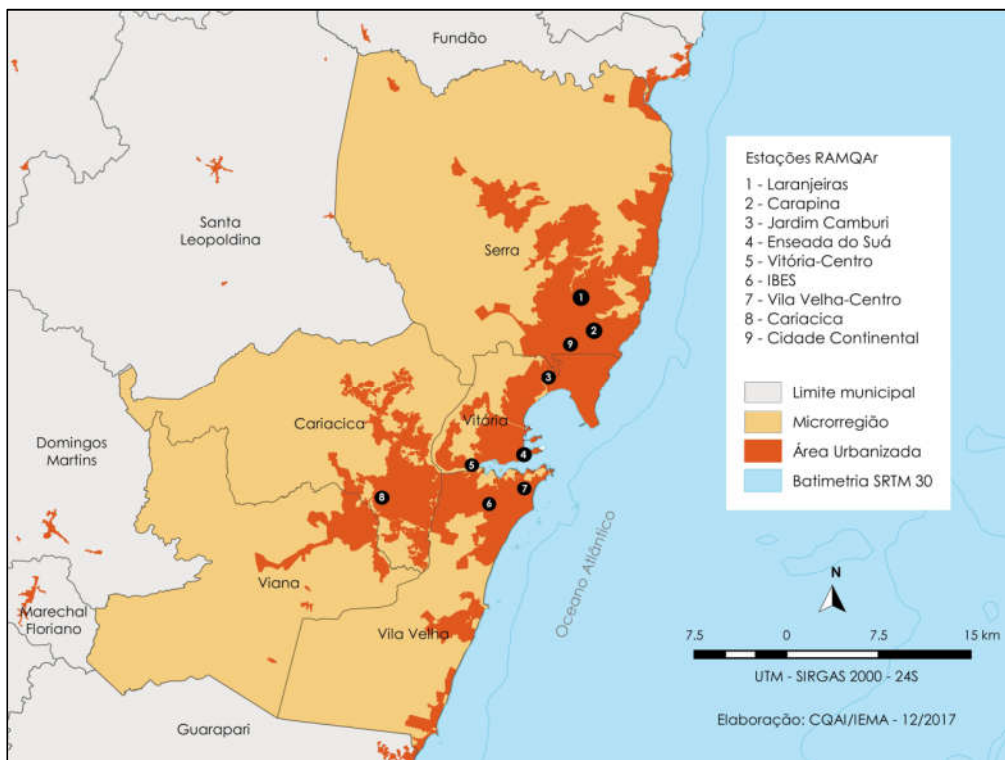 Fundão
Santa
Leopoldina
Serra
Estações RAMQAr
1 - Laranjeiras
2 - Carapina
3 - Jardim Camburi
4 - Enseada do Suá
5 - Vitória-Centro
6 - IBES
7 - Vila Velha-Centro
8 - Cariacica
9 - Cidade Continental
Limite municipal
Microrregião
Área Urbanizada
Batimetria SRTM 30
1
2
9
3
Cariacica
Vitória
Domingos
Martins
4
5
7
6
8
Viana
Marechal
Floriano
Vila Velha
Guarapari
Oceano Atlântico
N
7.5 0 7.5 15 km
UTM - SIRGAS 2000 - 24S
Elaboração: CQAI/IEMA - 12/2017